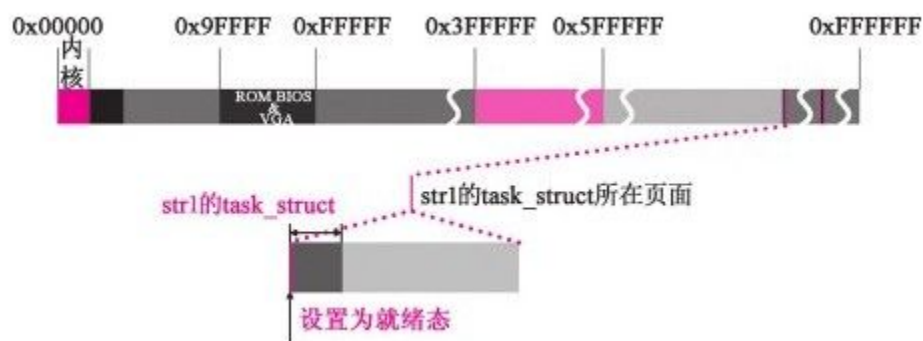 0x00000 0x9FFFF 0xFFFFF 0x3FFFFF 0x5FFFFF 0xFFFFFF
内
核
ROM BIOS
&
VGA
str1的task_struct
str1的task_struct所在页面
设置为就绪态